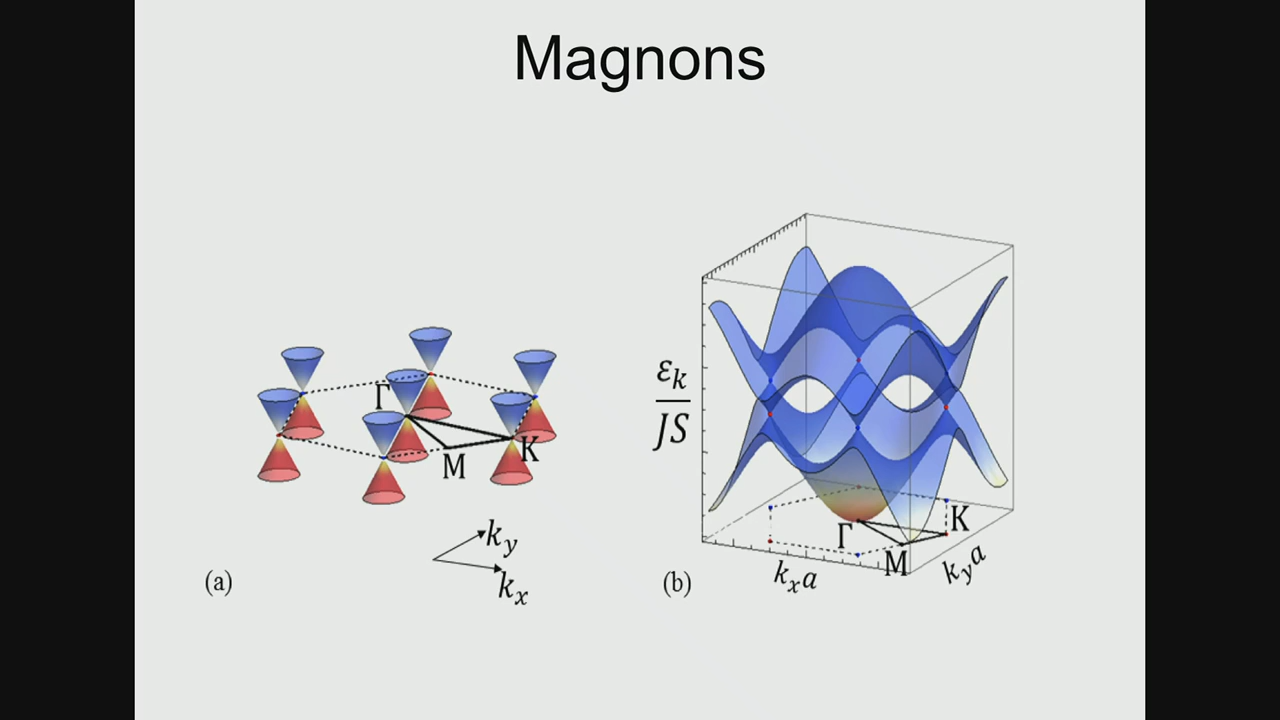 Magnons
Γ
M
K
k_y
k_x
(a)
ε_k
JS
Γ
M
K
k_x a
k_y a
(b)